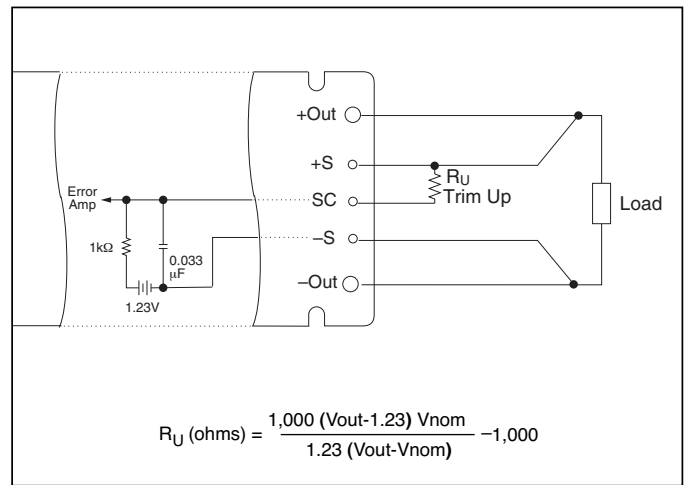 +Out
+S
RU
Trim Up
Error
Amp
SC
Load
–S
1kΩ
0.033
µF
–Out
1.23V
RU (ohms) = 1,000 (Vout-1.23) Vnom
1.23 (Vout-Vnom)
–1,000